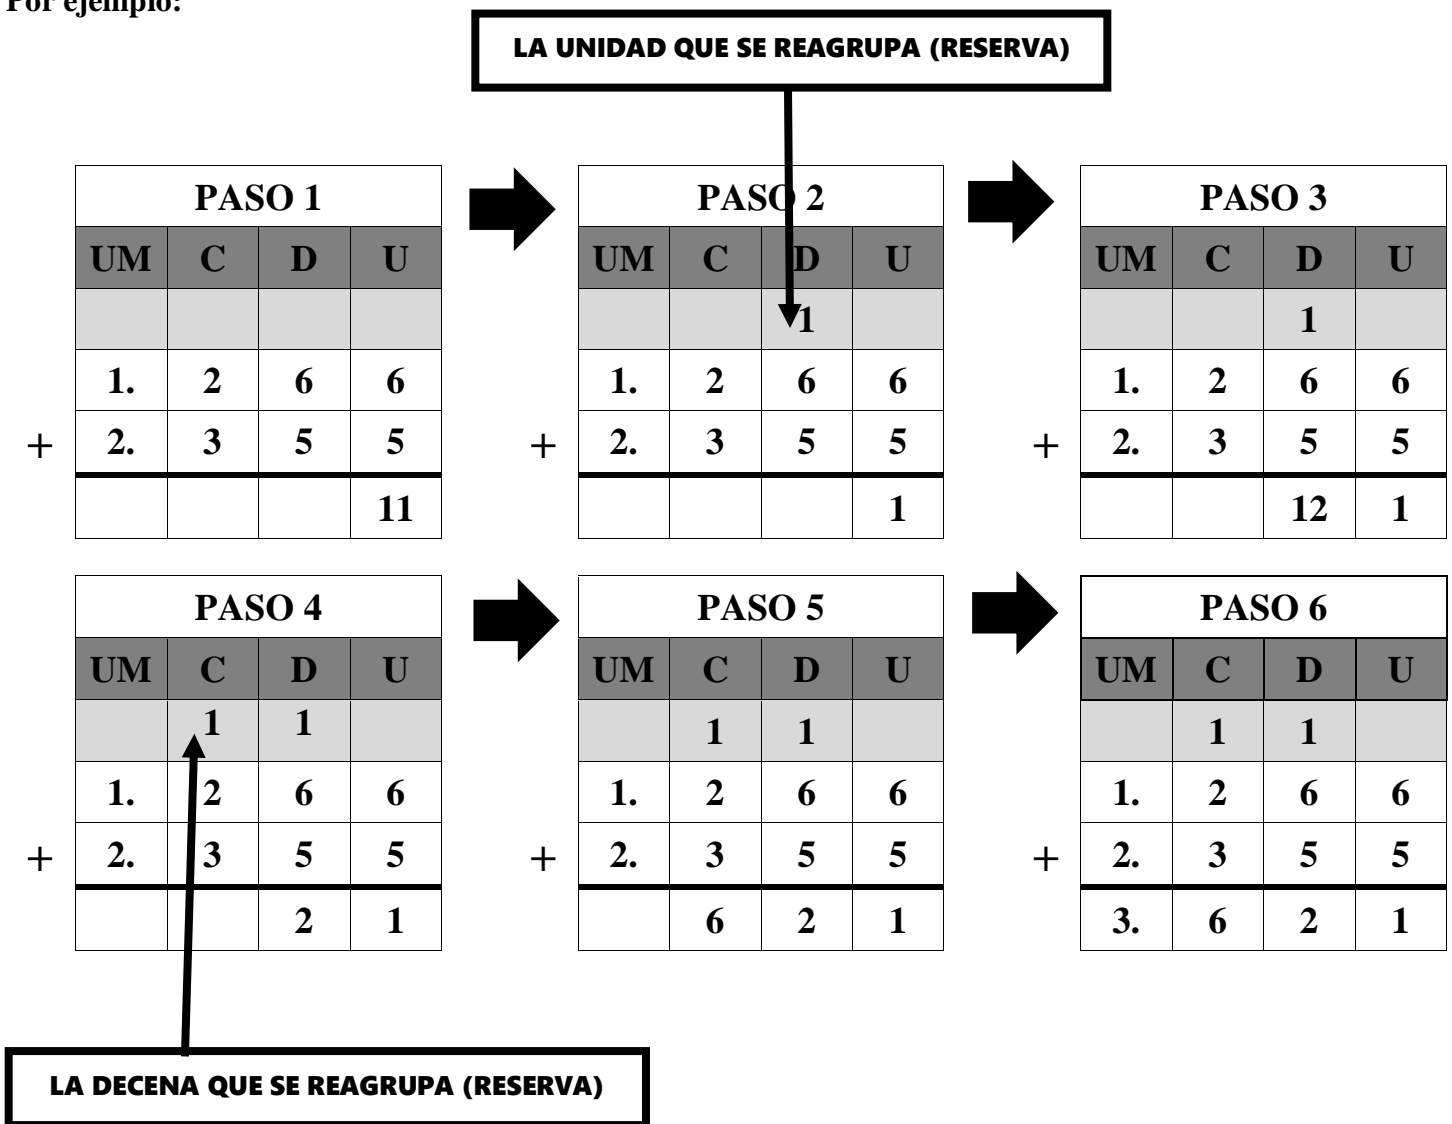 Por ejemplo:
LA UNIDAD QUE SE REAGRUPA (RESERVA)
PASO 1 PASO 2 PASO 3
UM C D U UM C D U UM C D U
1 1
1. 2 6 6 1. 2 6 6 1. 2 6 6
+ 2. 3 5 5 + 2. 3 5 5 + 2. 3 5 5
11 1 12 1
PASO 4 PASO 5 PASO 6
UM C D U UM C D U UM C D U
1 1 1 1 1 1
1. 2 6 6 1. 2 6 6 1. 2 6 6
+ 2. 3 5 5 + 2. 3 5 5 + 2. 3 5 5
2 1 6 2 1 3. 6 2 1
LA DECENA QUE SE REAGRUPA (RESERVA)